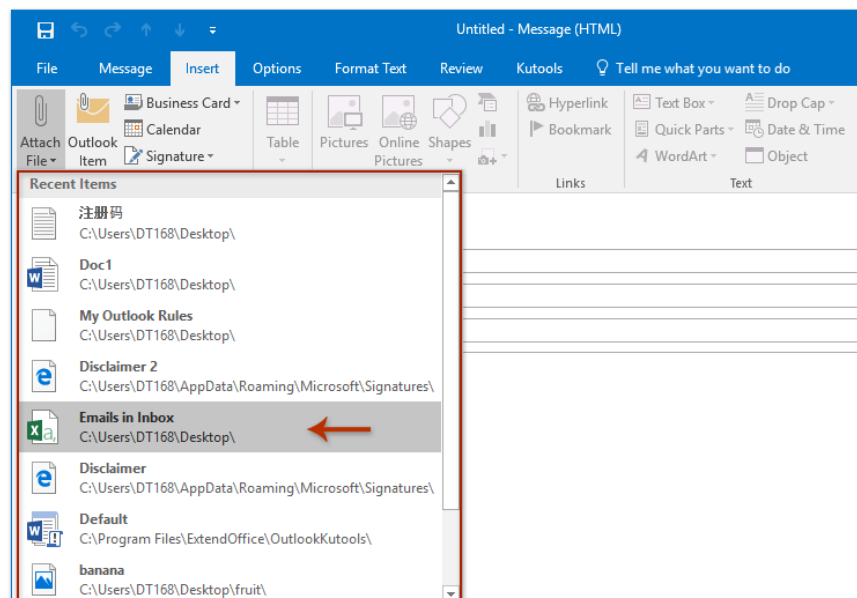 Untitled - Message (HTML)
File Message Insert Options Format Text Review Kutools Tell me what you want to do
Attach File
Outlook Item
Business Card
Calendar
Signature
Table
Pictures
Online Pictures
Shapes
Hyperlink
Bookmark
Links
Text Box
Quick Parts
WordArt
Drop Cap
Date & Time
Object
Text
Recent Items
注册码
C:\Users\DT168\Desktop\
Doc1
C:\Users\DT168\Desktop\
My Outlook Rules
C:\Users\DT168\Desktop\
Disclaimer 2
C:\Users\DT168\AppData\Roaming\Microsoft\Signatures\
Emails in Inbox
C:\Users\DT168\Desktop\
Disclaimer
C:\Users\DT168\AppData\Roaming\Microsoft\Signatures\
Default
C:\Program Files\ExtendOffice\OutlookKutools\
banana
C:\Users\DT168\Desktop\fruit\